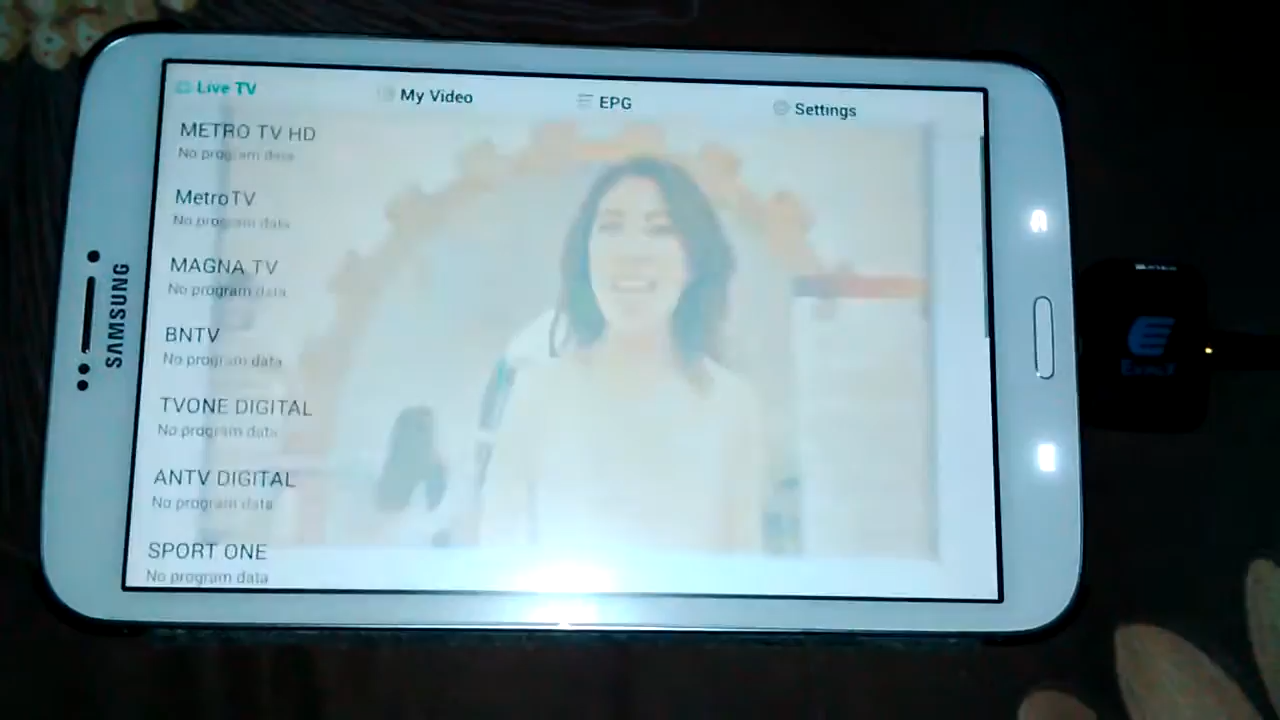 Live TV
My Video
EPG
Settings
METRO TV HD
No program data
MetroTV
No program data
MAGNA TV
No program data
BNTV
No program data
TVONE DIGITAL
No program data
ANTV DIGITAL
No program data
SPORT ONE
No program data
SAMSUNG